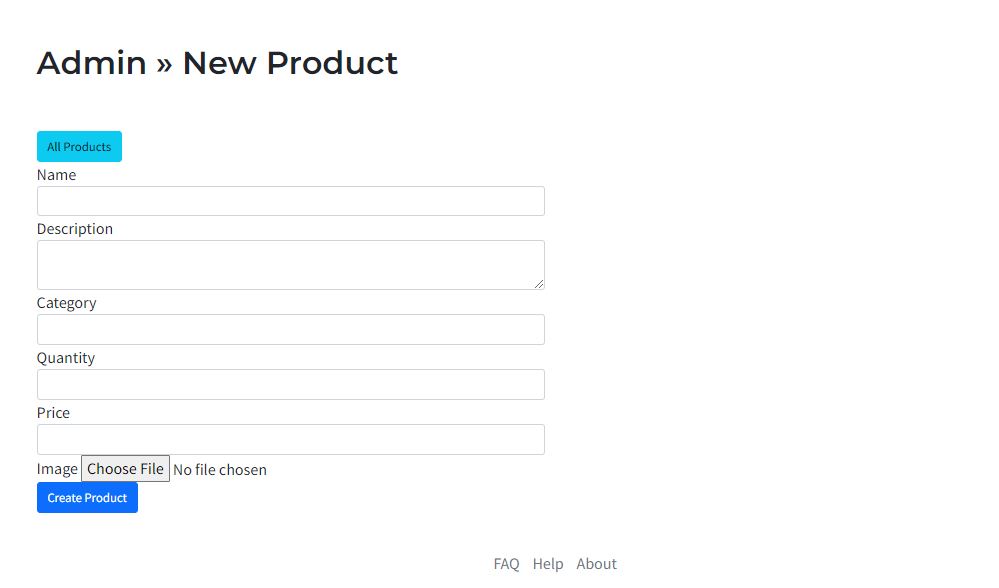 Admin » New Product
All Products
Name
Description
Category
Quantity
Price
Image Choose File No file chosen
Create Product
FAQ Help About